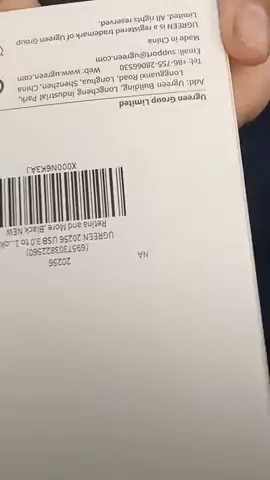 NA
20256
(6957303822560)
UGREEN 20256 USB 3.0 to 1...ok
Retina and More ,Black NEW
X000N6K3AJ
Ugreen Group Limited
Add: Ugreen Building, Longcheng Industrial Park,
Longguanxi Road, Longhua, Shenzhen, China
Tel: +86-755-28066530 Web: www.ugreen.com
Email: support@ugreen.com
Made in China
UGREEN is a registered trademark of Ugreen Group
Limited. All rights reserved.